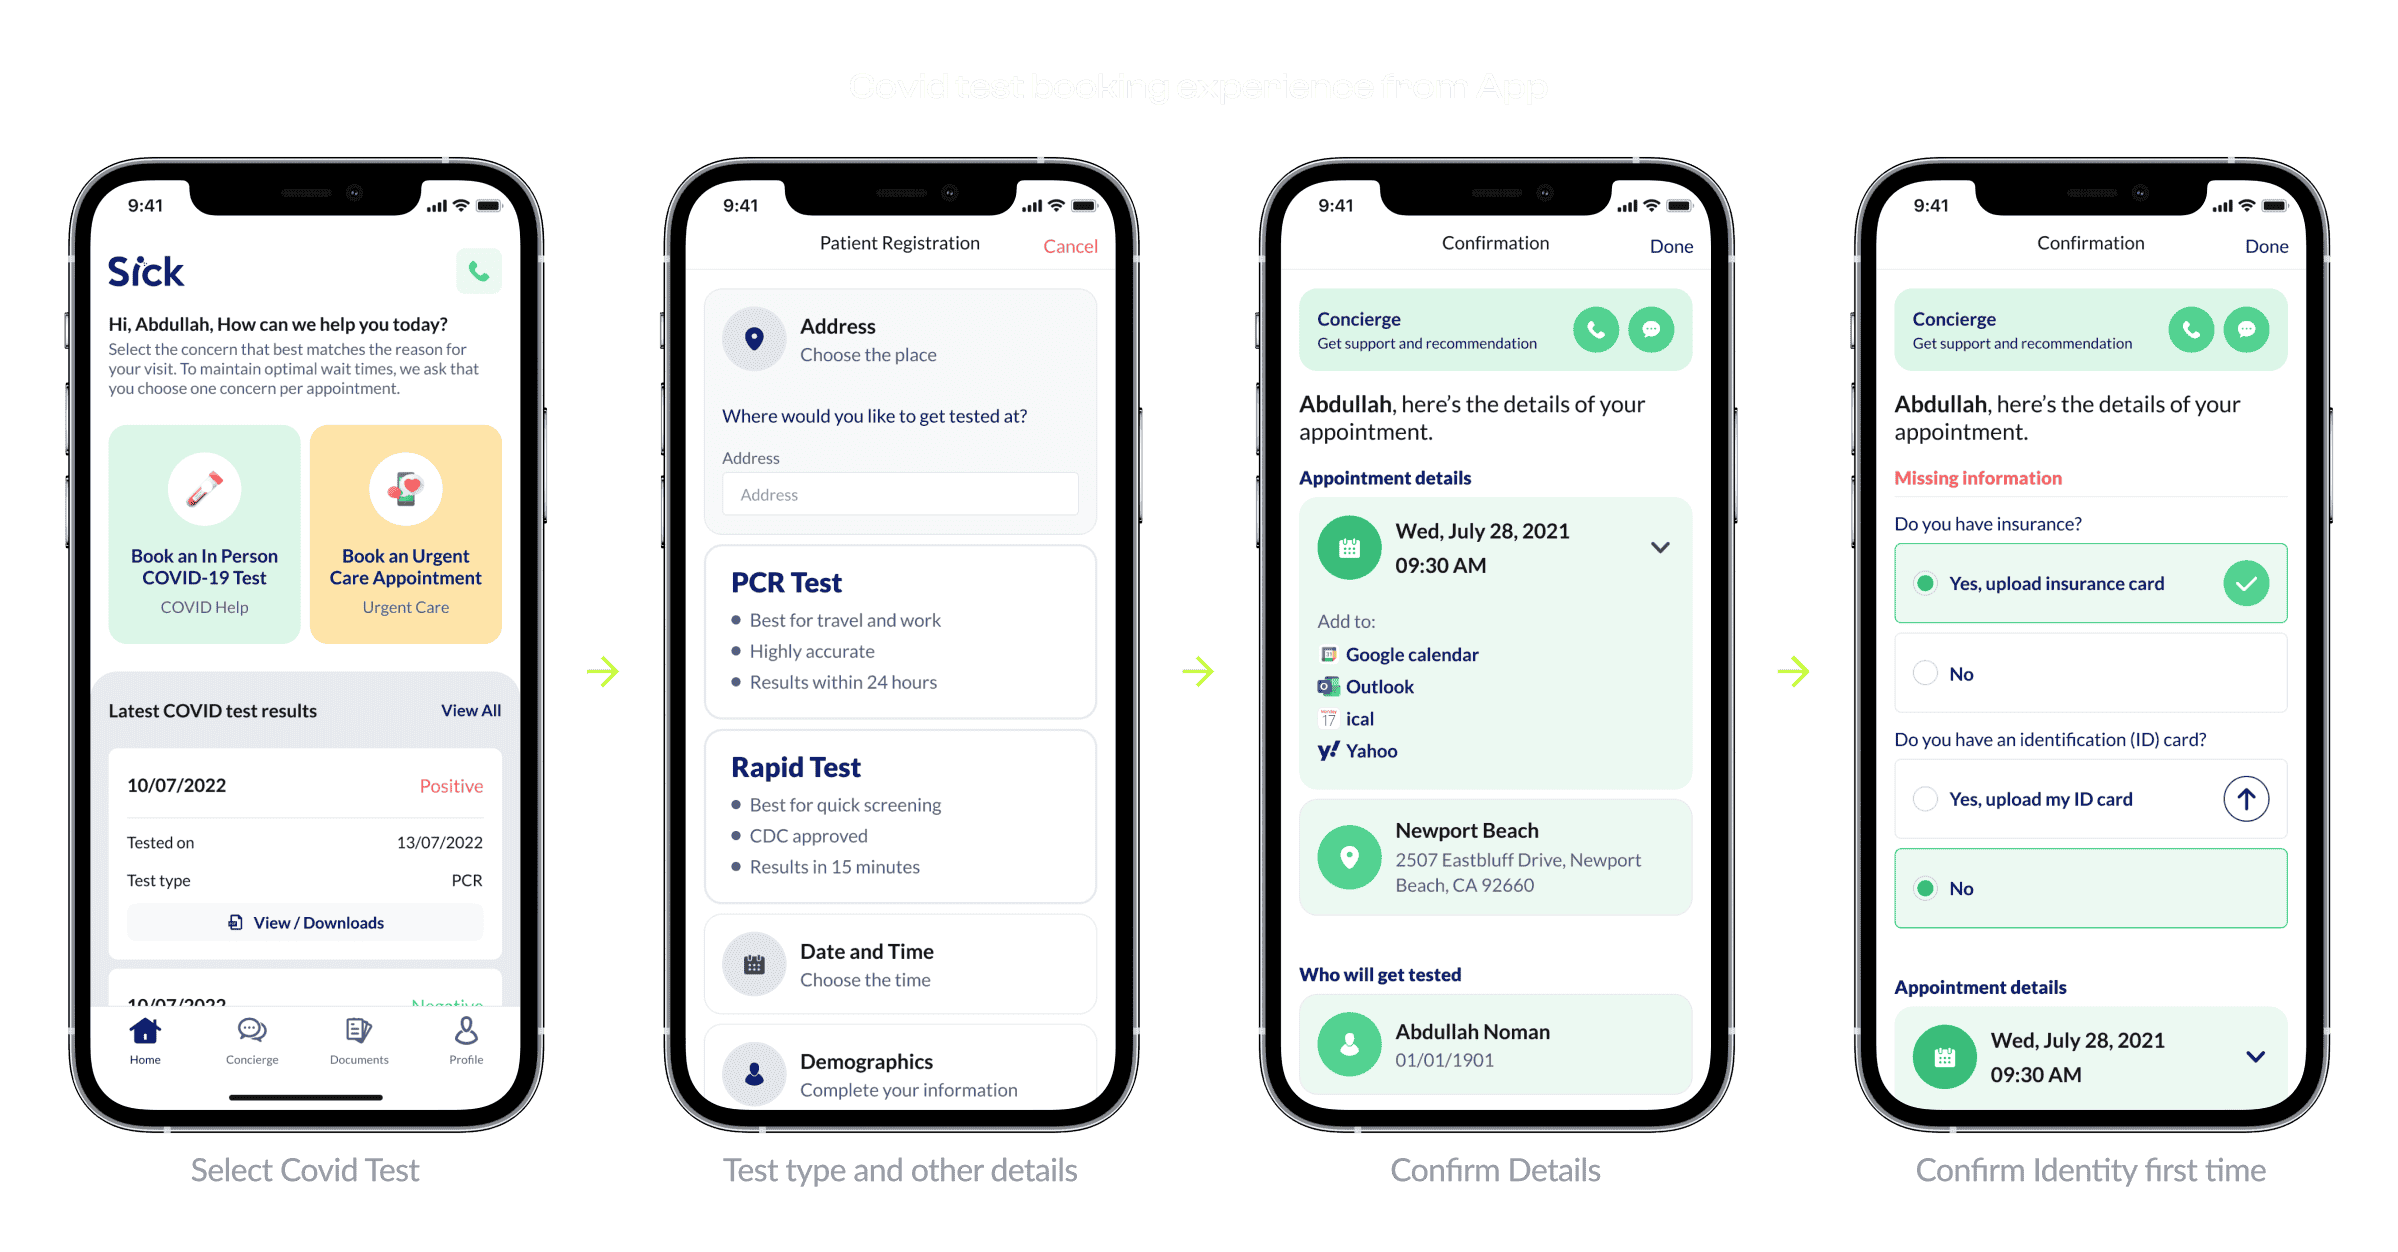 Covid test booking experience from App
9:41
Sick
Hi, Abdullah, How can we help you today?
Select the concern that best matches the reason for
your visit. To maintain optimal wait times, we ask that
you choose one concern per appointment.
Book an In Person
COVID-19 Test
COVID Help
Book an Urgent
Care Appointment
Urgent Care
Latest COVID test results
View All
10/07/2022
Positive
Tested on
13/07/2022
Test type
PCR
View / Downloads
10/07/2022
Negative
Home
Concierge
Documents
Profile
Select Covid Test
9:41
Patient Registration
Cancel
Address
Choose the place
Where would you like to get tested at?
Address
Address
PCR Test
Best for travel and work
Highly accurate
Results within 24 hours
Rapid Test
Best for quick screening
CDC approved
Results in 15 minutes
Date and Time
Choose the time
Demographics
Complete your information
Test type and other details
9:41
Confirmation
Done
Concierge
Get support and recommendation
Abdullah, here’s the details of your
appointment.
Appointment details
Wed, July 28, 2021
09:30 AM
Add to:
Google calendar
Outlook
17
ical
Yahoo
Newport Beach
2507 Eastbluff Drive, Newport
Beach, CA 92660
Who will get tested
Abdullah Noman
01/01/1901
Confirm Details
9:41
Confirmation
Done
Concierge
Get support and recommendation
Abdullah, here’s the details of your
appointment.
Missing information
Do you have insurance?
Yes, upload insurance card
No
Do you have an identification (ID) card?
Yes, upload my ID card
No
Appointment details
Wed, July 28, 2021
09:30 AM
Confirm Identity first time